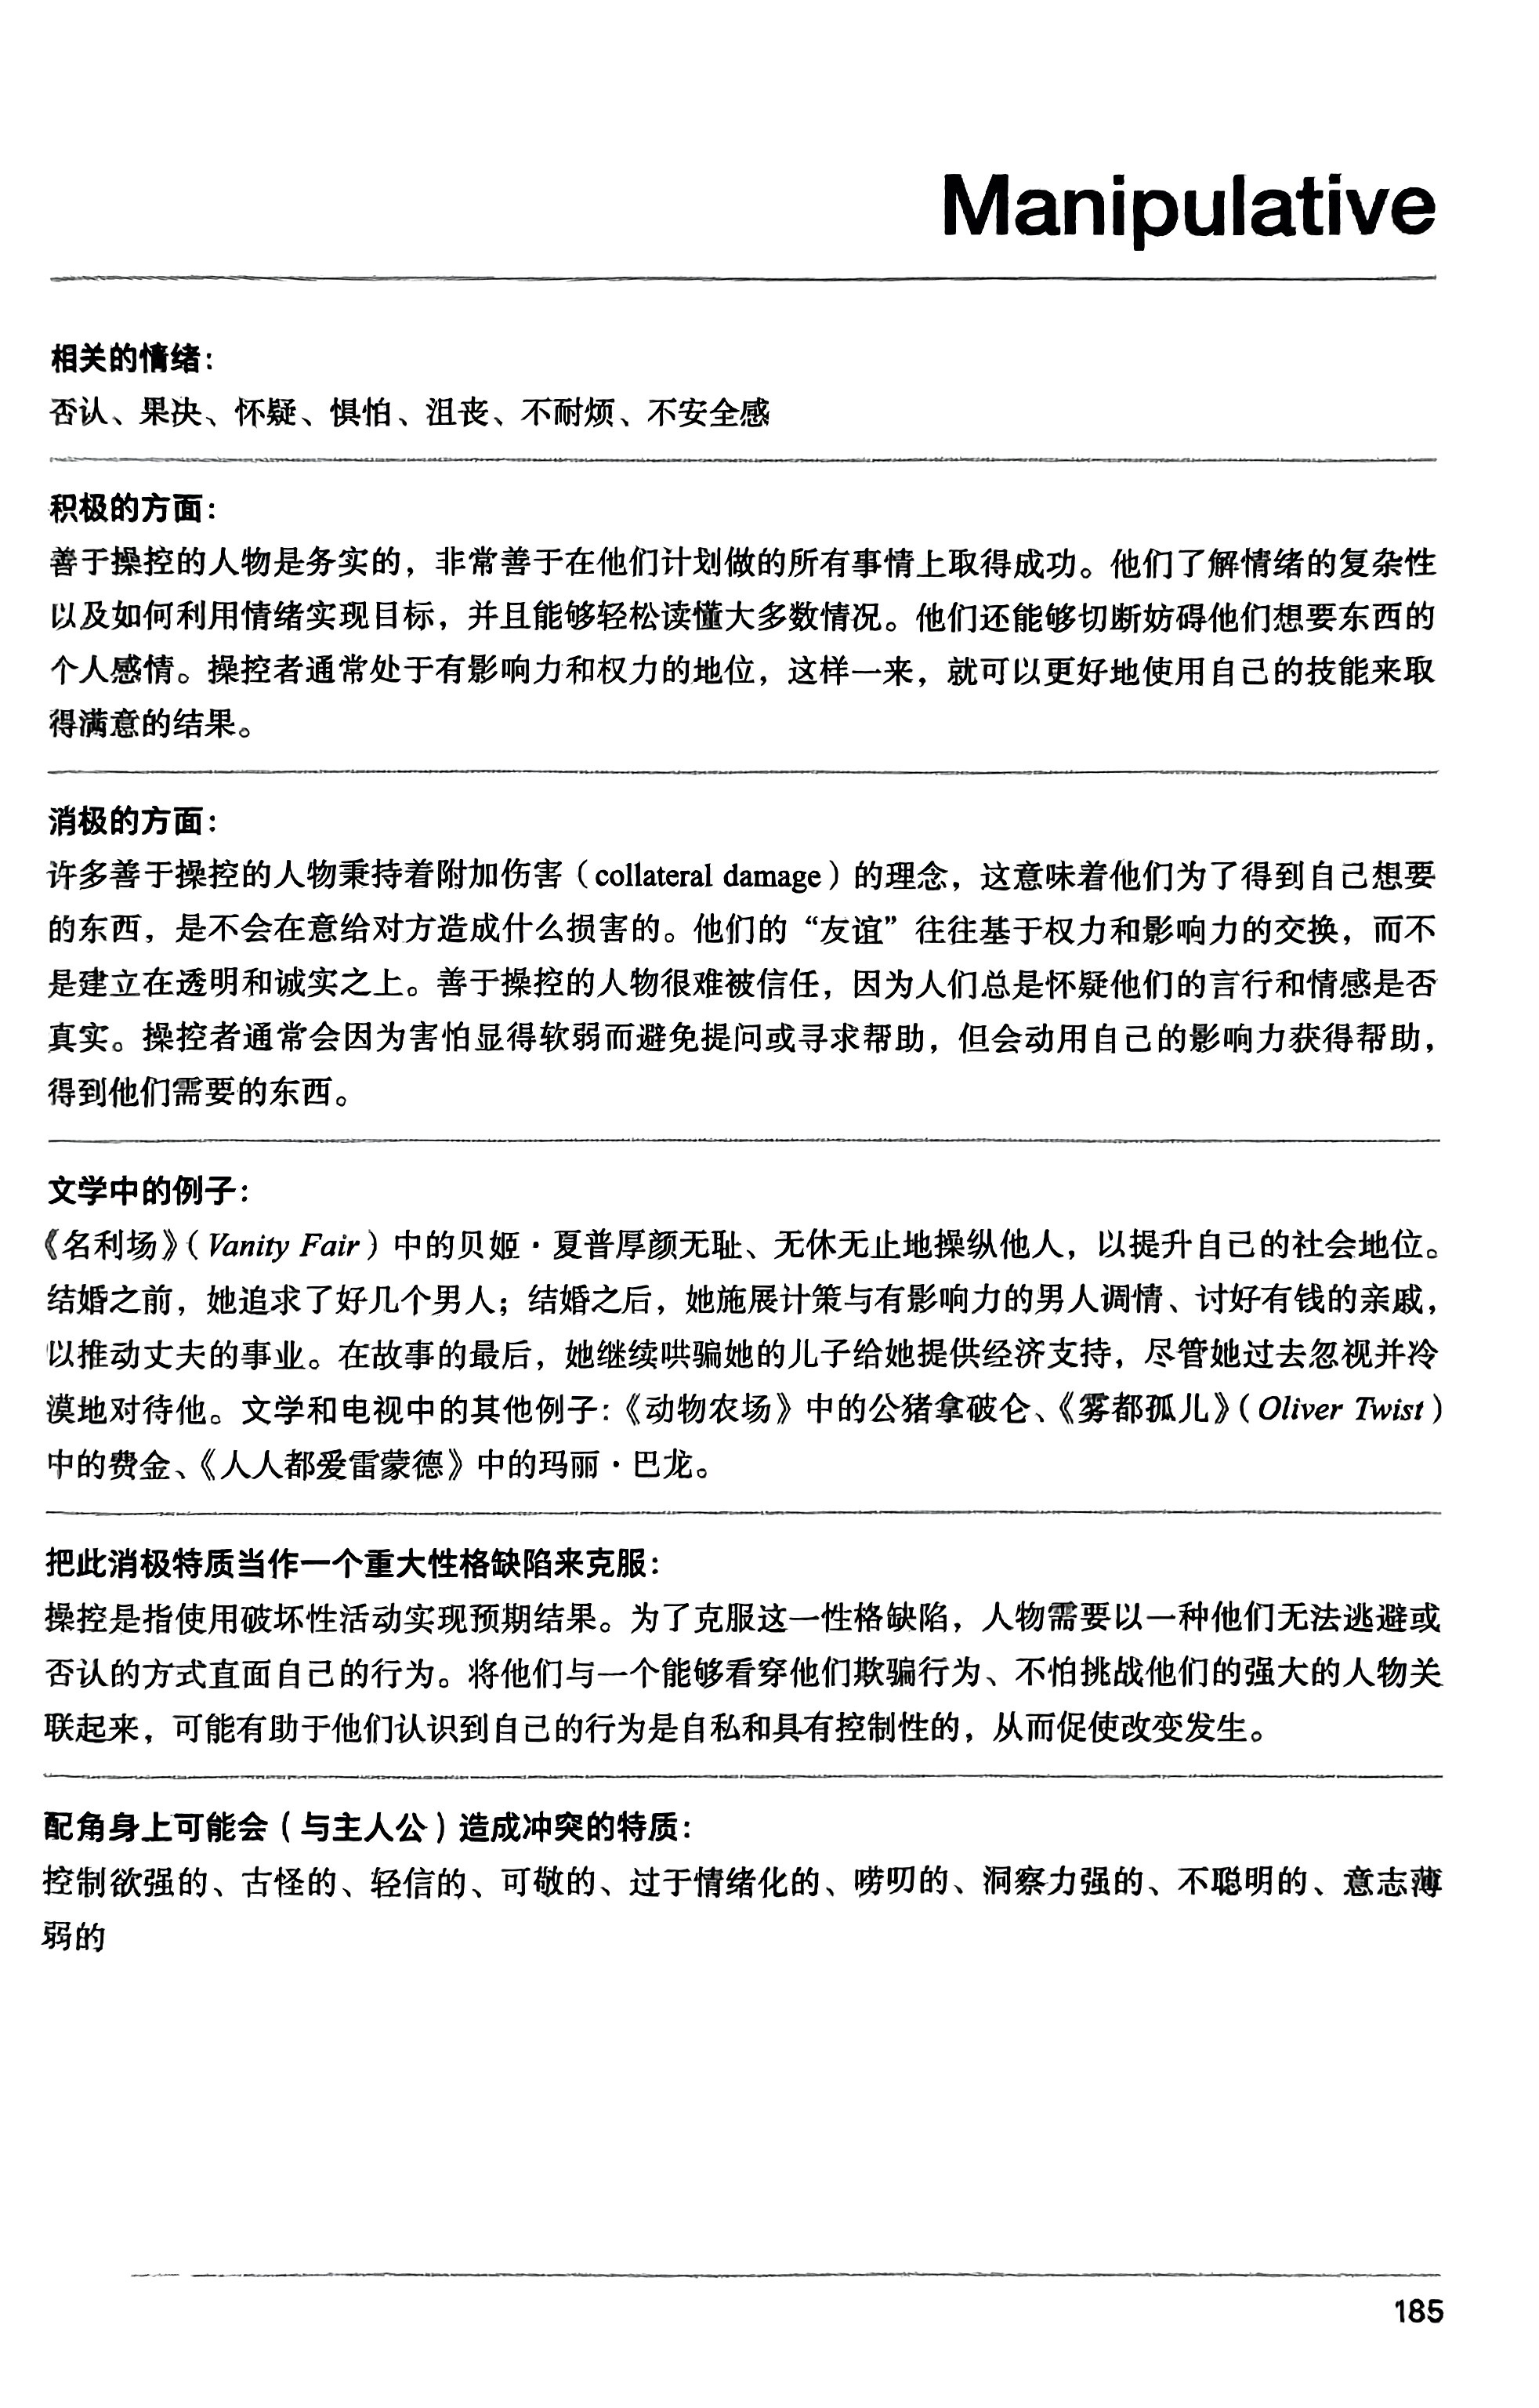 Manipulative
相关的情绪：
否认、果决、怀疑、惧怕、沮丧、不耐烦、不安全感
积极的方面：
善于操控的人物是务实的，非常善于在他们计划做的所有事情上取得成功。他们了解情绪的复杂性
以及如何利用情绪实现目标，并且能够轻松读懂大多数情况。他们还能够切断妨碍他们想要东西的
个人感情。操控者通常处于有影响力和权力的地位，这样一来，就可以更好地使用自己的技能来取
得满意的结果。
消极的方面：
许多善于操控的人物秉持着附加伤害（collateral damage）的理念，这意味着他们为了得到自己想要
的东西，是不会在意给对方造成什么损害的。他们的“友谊”往往基于权力和影响力的交换，而不
是建立在透明和诚实之上。善于操控的人物很难被信任，因为人们总是怀疑他们的言行和情感是否
真实。操控者通常会因为害怕显得软弱而避免提问或寻求帮助，但会动用自己的影响力获得帮助，
得到他们需要的东西。
文学中的例子：
《名利场》（Vanity Fair）中的贝姬·夏普厚颜无耻、无休无止地操纵他人，以提升自己的社会地位。
结婚之前，她追求了好几个男人；结婚之后，她施展计策与有影响力的男人调情、讨好有钱的亲戚，
以推动丈夫的事业。在故事的最后，她继续哄骗她的儿子给她提供经济支持，尽管她过去忽视并冷
漠地对待他。文学和电视中的其他例子：《动物农场》中的公猪拿破仑、《雾都孤儿》（Oliver Twist）
中的费金、《人人都爱雷蒙德》中的玛丽·巴龙。
把此消极特质当作一个重大性格缺陷来克服：
操控是指使用破坏性活动实现预期结果。为了克服这一性格缺陷，人物需要以一种他们无法逃避或
否认的方式直面自己的行为。将他们与一个能够看穿他们欺骗行为、不怕挑战他们的强大的人物关
联起来，可能有助于他们认识到自己的行为是自私和具有控制性的，从而促使改变发生。
配角身上可能会（与主人公）造成冲突的特质：
控制欲强的、古怪的、轻信的、可敬的、过于情绪化的、唠叨的、洞察力强的、不聪明的、意志薄
弱的
185